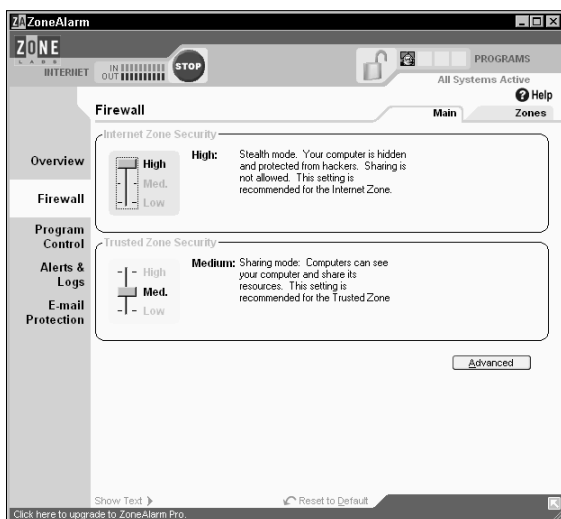 ZA ZoneAlarm
ZONE
LABS
INTERNET
IN
OUT
STOP
PROGRAMS
All Systems Active
? Help
Firewall
Main
Zones
Overview
Firewall
Program
Control
Alerts &
Logs
E-mail
Protection
Internet Zone Security
High
Med.
Low
High:
Stealth mode. Your computer is hidden
and protected from hackers. Sharing is
not allowed. This setting is
recommended for the Internet Zone.
Trusted Zone Security
High
Med.
Low
Medium:
Sharing mode: Computers can see
your computer and share its
resources. This setting is
recommended for the Trusted Zone
Advanced
Show Text
Reset to Default
Click here to upgrade to ZoneAlarm Pro.